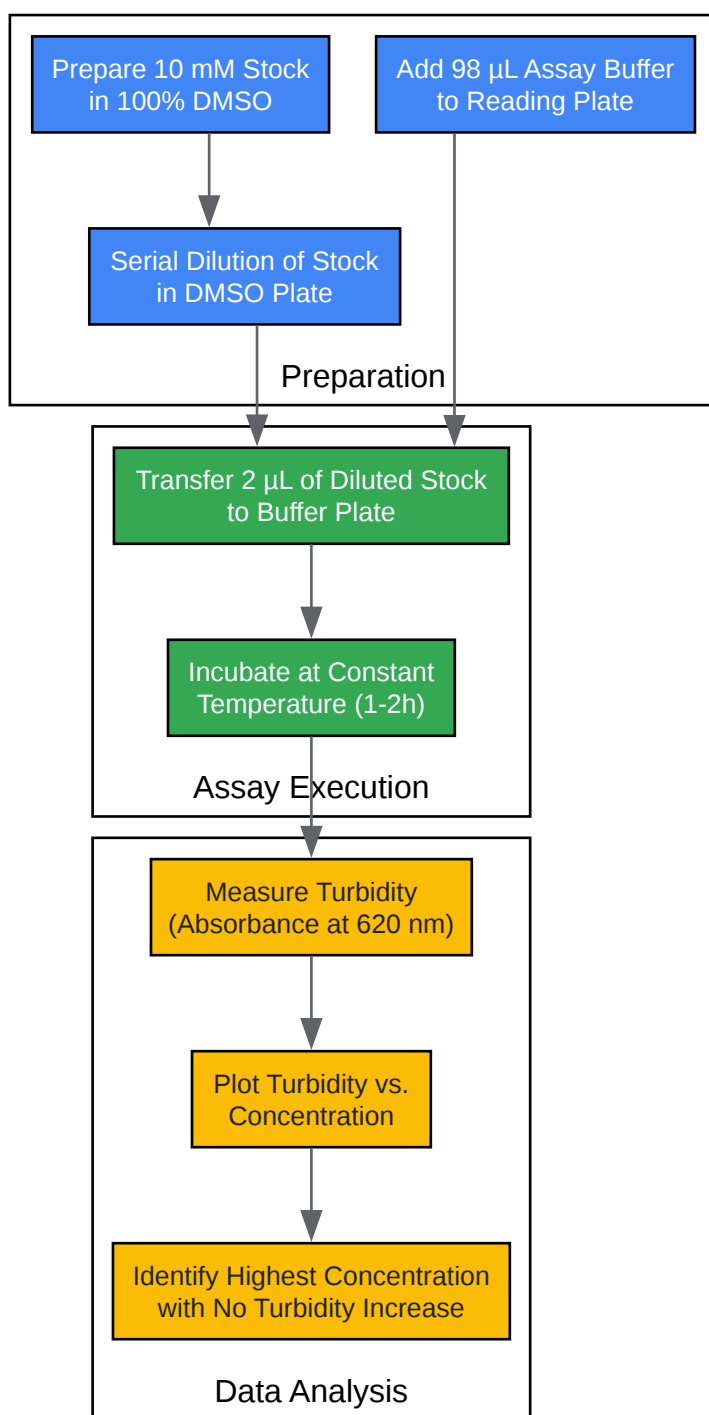 Prepare 10 mM Stock
in 100% DMSO
Add 98 µL Assay Buffer
to Reading Plate
Serial Dilution of Stock
in DMSO Plate
Preparation
Transfer 2 µL of Diluted Stock
to Buffer Plate
Incubate at Constant
Temperature (1-2h)
Assay Execution
Measure Turbidity
(Absorbance at 620 nm)
Plot Turbidity vs.
Concentration
Identify Highest Concentration
with No Turbidity Increase
Data Analysis